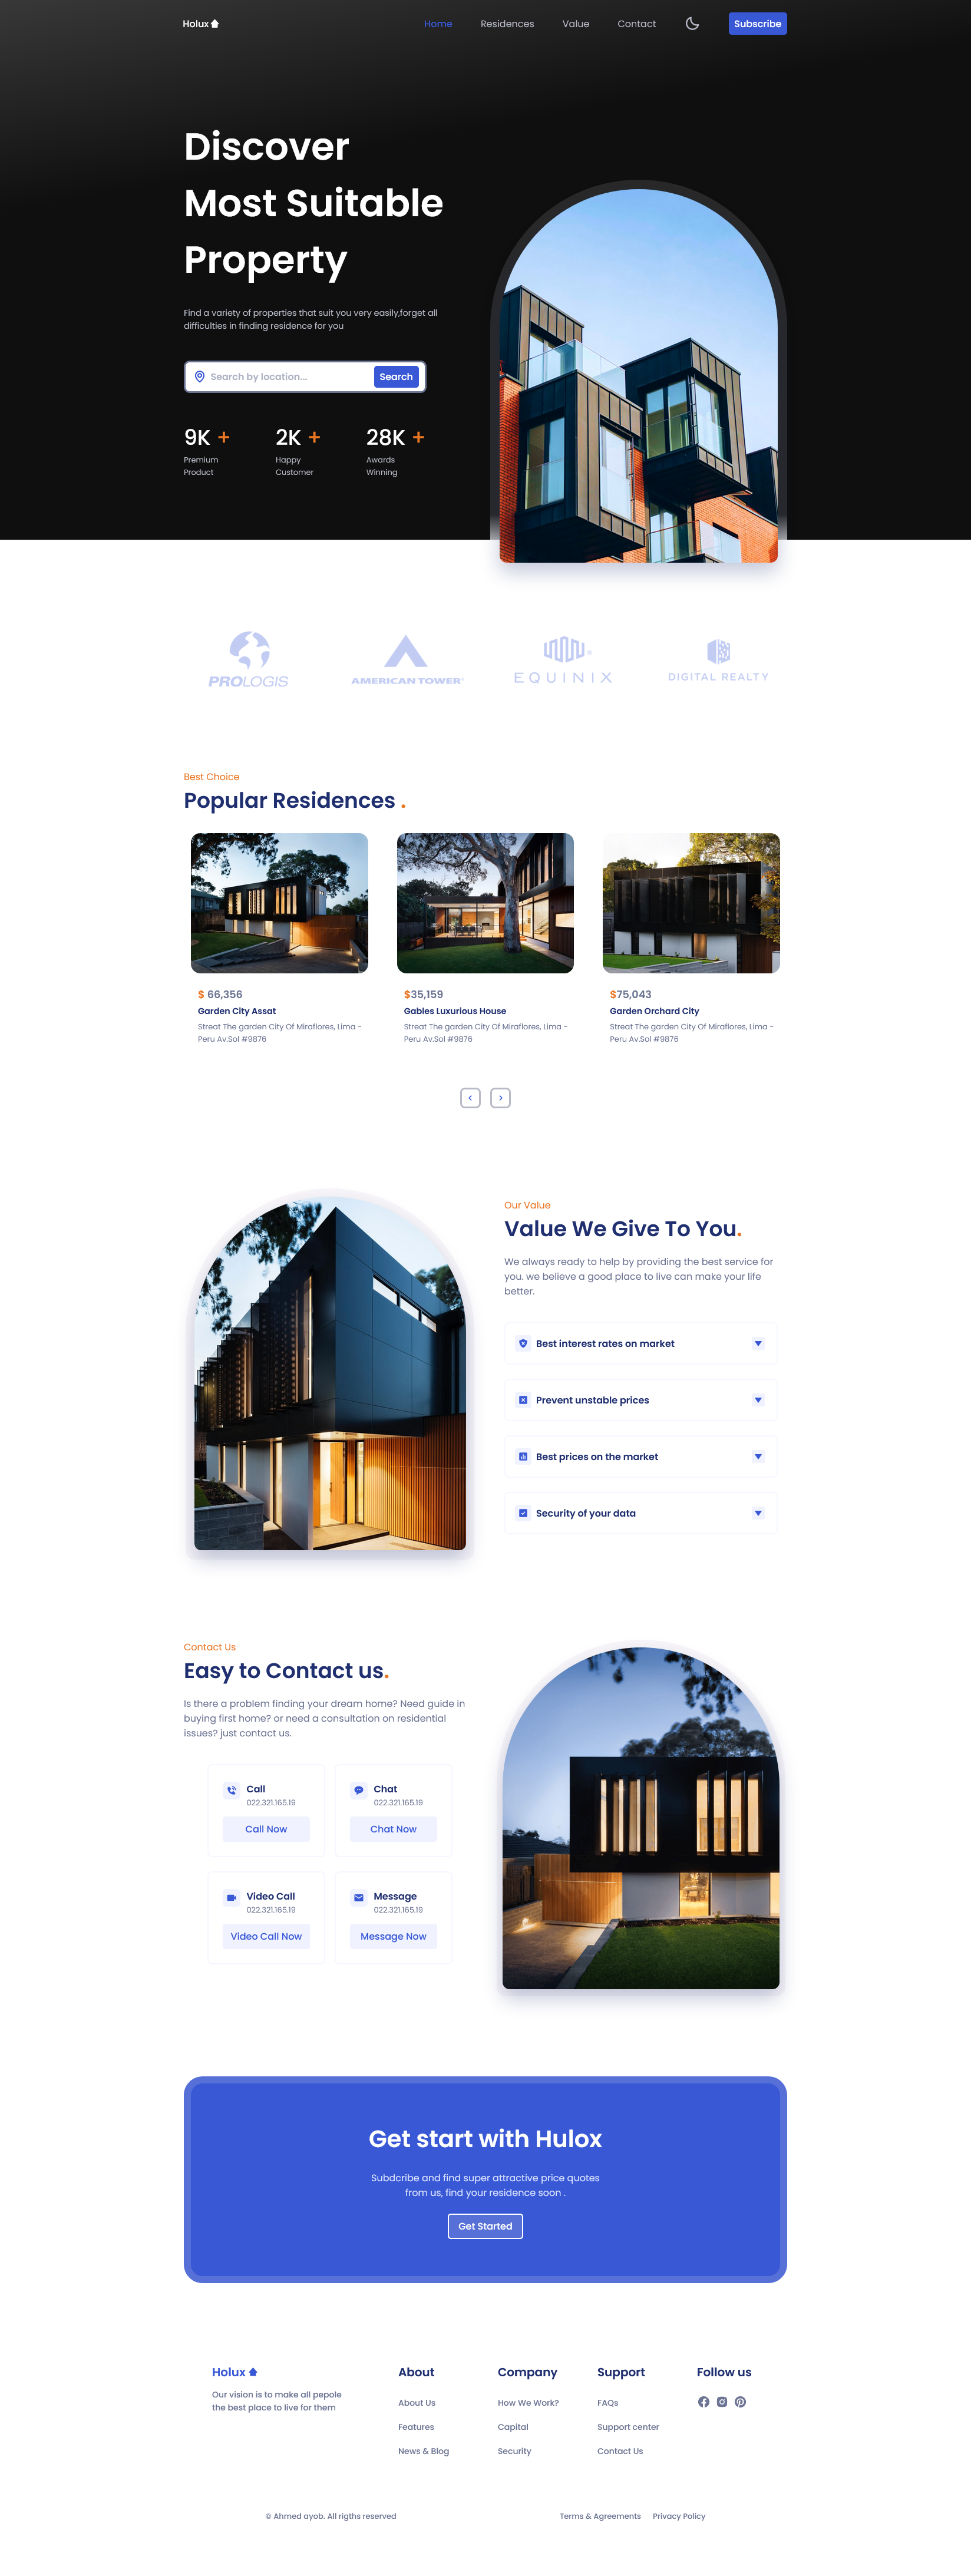 Holux
Home
Residences
Value
Contact
Subscribe
Discover
Most Suitable
Property
Find a variety of properties that suit you very easily,forget all
difficulties in finding residence for you
Search by location...
Search
9K +
Premium
Product
2K +
Happy
Customer
28K +
Awards
Winning
PROLOGIS
AMERICAN TOWER
EQUINIX
DIGITAL REALTY
Best Choice
Popular Residences .
$ 66,356
Garden City Assat
Streat The garden City Of Miraflores, Lima -
Peru Av.Sol #9876
$35,159
Gables Luxurious House
Streat The garden City Of Miraflores, Lima -
Peru Av.Sol #9876
$75,043
Garden Orchard City
Streat The garden City Of Miraflores, Lima -
Peru Av.Sol #9876
Our Value
Value We Give To You.
We always ready to help by providing the best service for
you. we believe a good place to live can make your life
better.
Best interest rates on market
Prevent unstable prices
Best prices on the market
Security of your data
Contact Us
Easy to Contact us.
Is there a problem finding your dream home? Need guide in
buying first home? or need a consultation on residential
issues? just contact us.
Call
022.321.165.19
Call Now
Chat
022.321.165.19
Chat Now
Video Call
022.321.165.19
Video Call Now
Message
022.321.165.19
Message Now
Get start with Hulox
Subdcribe and find super attractive price quotes
from us, find your residence soon .
Get Started
Holux
Our vision is to make all pepole
the best place to live for them
About
About Us
Features
News & Blog
Company
How We Work?
Capital
Security
Support
FAQs
Support center
Contact Us
Follow us
© Ahmed ayob. All rigths reserved
Terms & Agreements
Privacy Policy